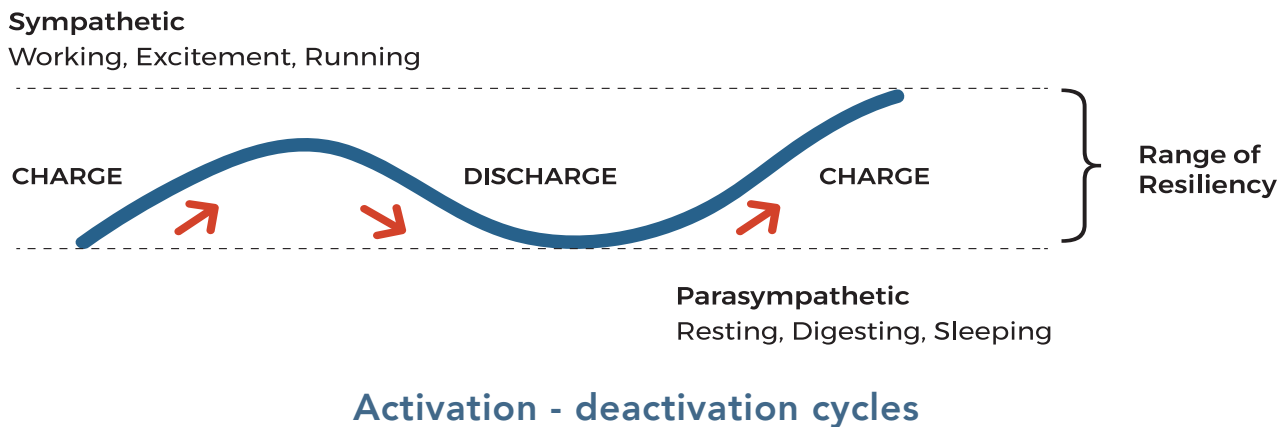 Sympathetic
Working, Excitement, Running
CHARGE
DISCHARGE
CHARGE
Range of
Resiliency
Parasympathetic
Resting, Digesting, Sleeping
Activation - deactivation cycles